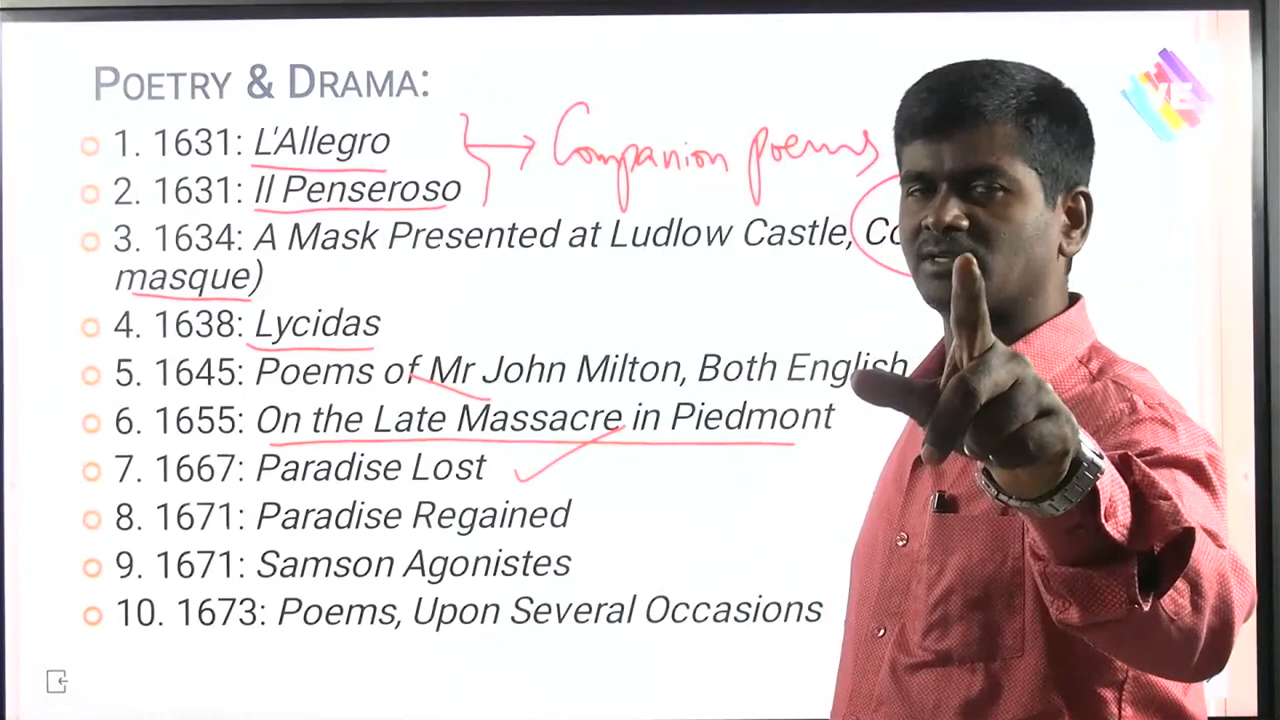 POETRY & DRAMA:
1. 1631: L'Allegro
Companion poems
2. 1631: Il Penseroso
3. 1634: A Mask Presented at Ludlow Castle,
masque)
4. 1638: Lycidas
5. 1645: Poems of Mr John Milton, Both English
6. 1655: On the Late Massacre in Piedmont
7. 1667: Paradise Lost
8. 1671: Paradise Regained
9. 1671: Samson Agonistes
10. 1673: Poems, Upon Several Occasions
YE